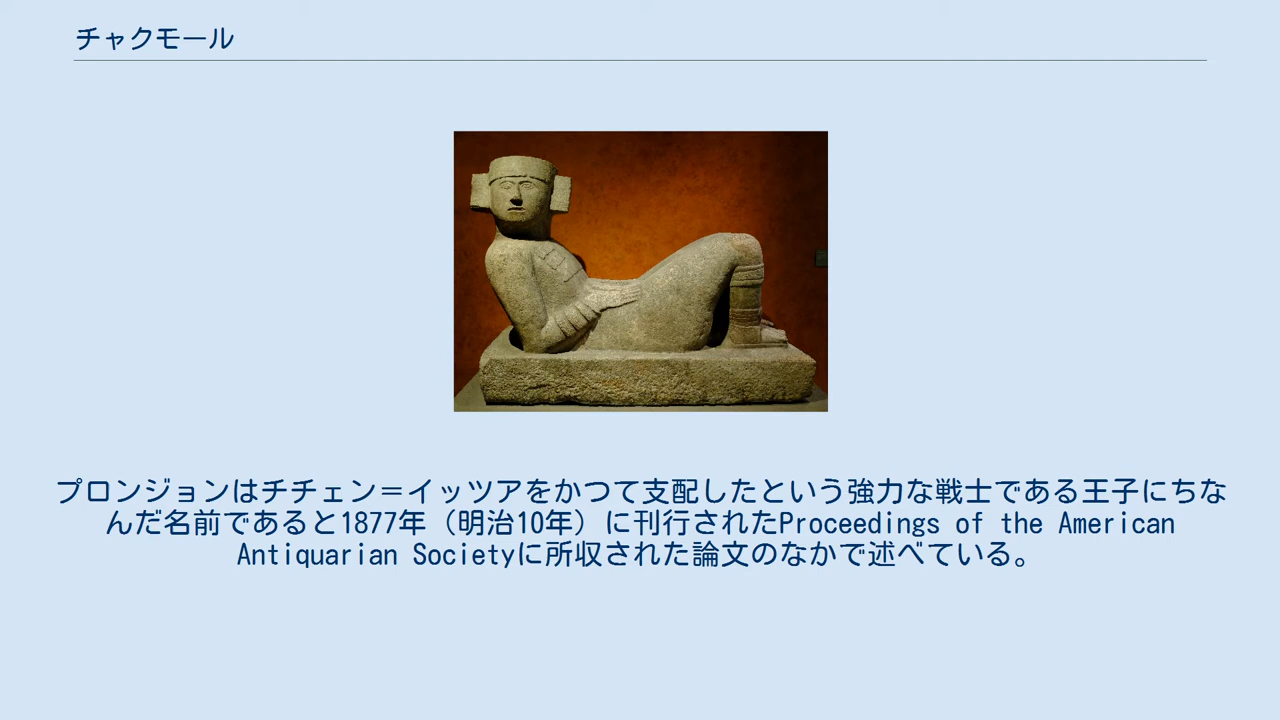 チャクモール
プロンジョンはチチェン＝イッツアをかつて支配したという強力な戦士である王子にちな
んだ名前であると1877年（明治10年）に刊行されたProceedings of the American
Antiquarian Societyに所収された論文のなかで述べている。